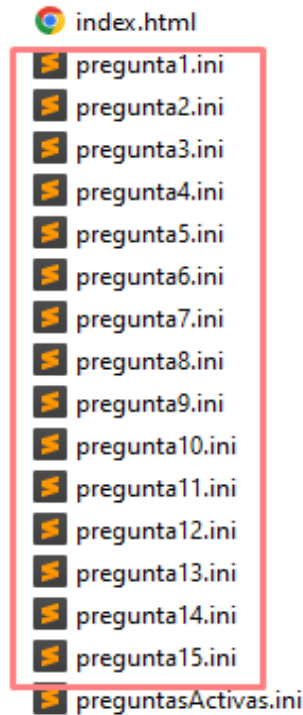 index.html
pregunta1.ini
pregunta2.ini
pregunta3.ini
pregunta4.ini
pregunta5.ini
pregunta6.ini
pregunta7.ini
pregunta8.ini
pregunta9.ini
pregunta10.ini
pregunta11.ini
pregunta12.ini
pregunta13.ini
pregunta14.ini
pregunta15.ini
preguntasActivas.ini